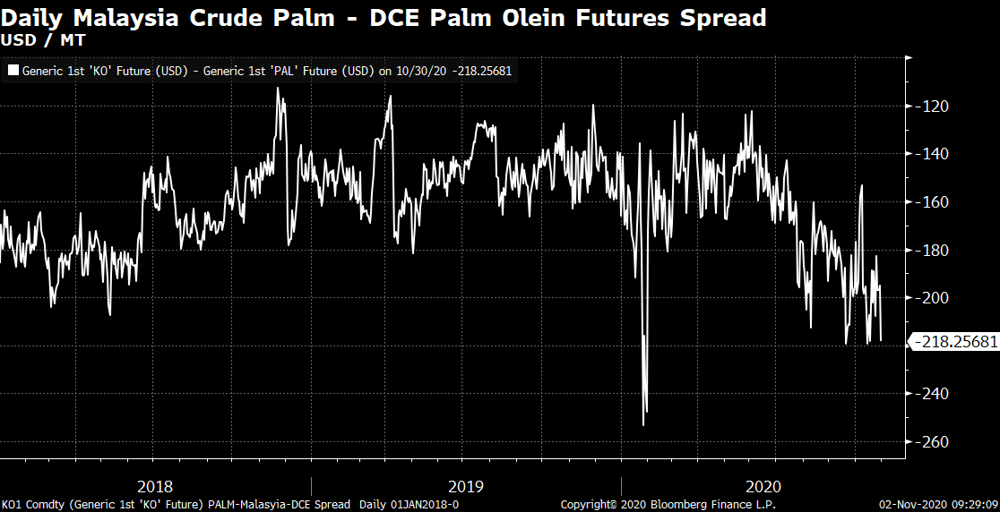 Daily Malaysia Crude Palm - DCE Palm Olein Futures Spread
USD / MT
Generic 1st 'KO' Future (USD) - Generic 1st 'PAL' Future (USD) on 10/30/20 -218.25681
-120
-140
-160
-180
-200
-218.25681
-240
-260
2018 2019 2020
KO1 Comdty (Generic 1st 'KO' Future) PALM-Malasyia-DCE Spread Daily 01JAN2018-0 Copyright© 2020 Bloomberg Finance L.P. 02-Nov-2020 09:29:09